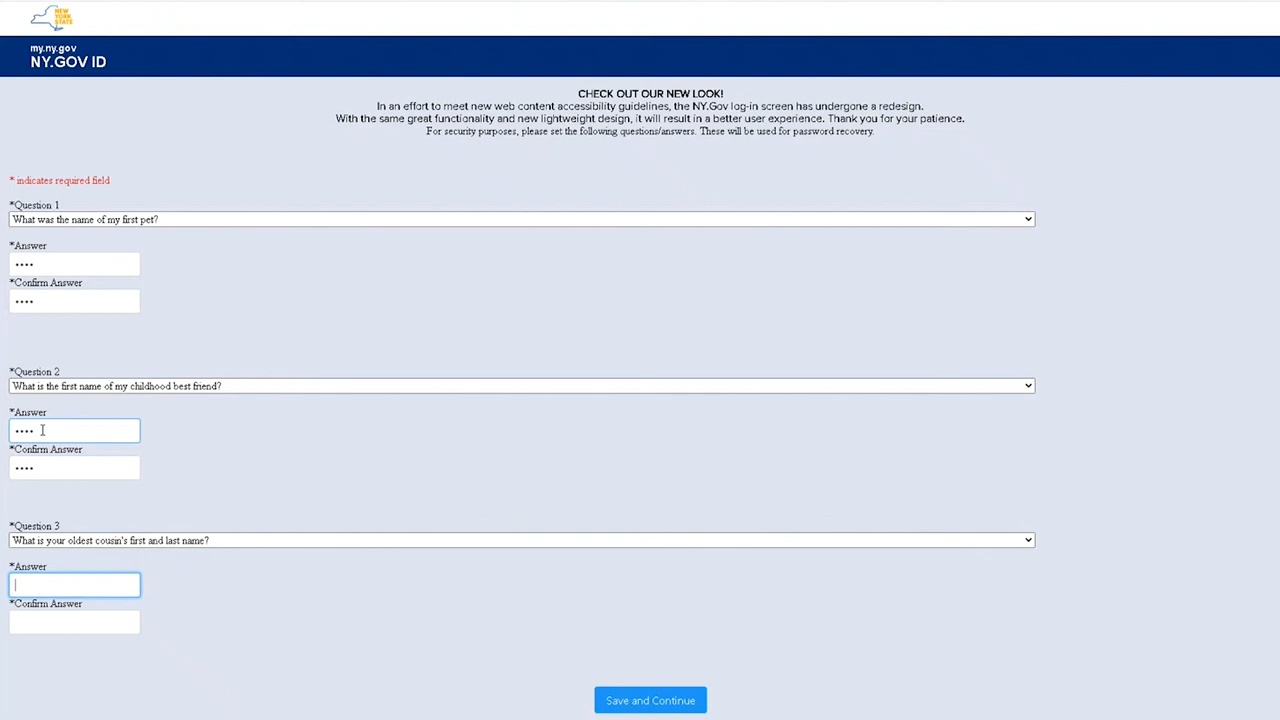 NEW
YORK
STATE
my.ny.gov
NY.GOV ID
CHECK OUT OUR NEW LOOK!
In an effort to meet new web content accessibility guidelines, the NY.Gov log-in screen has undergone a redesign.
With the same great functionality and new lightweight design, it will result in a better user experience. Thank you for your patience.
For security purposes, please set the following questions/answers. These will be used for password recovery.
* indicates required field
*Question 1
What was the name of my first pet?
*Answer
••••
*Confirm Answer
••••
*Question 2
What is the first name of my childhood best friend?
*Answer
••••
*Confirm Answer
••••
*Question 3
What is your oldest cousin's first and last name?
*Answer
*Confirm Answer
Save and Continue